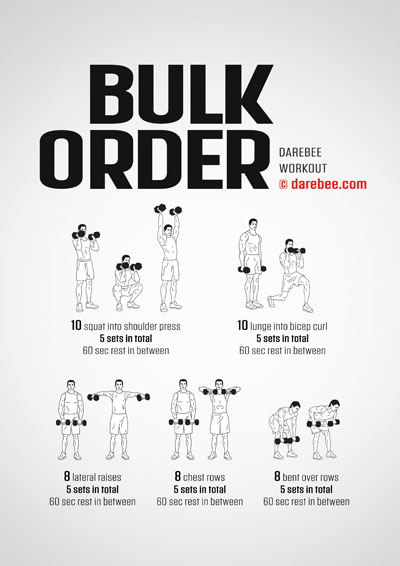 BULK
ORDER
DAREBEE
WORKOUT
© darebee.com
10 squat into shoulder press
5 sets in total
60 sec rest in between
10 lunge into bicep curl
5 sets in total
60 sec rest in between
8 lateral raises
5 sets in total
60 sec rest in between
8 chest rows
5 sets in total
60 sec rest in between
8 bent over rows
5 sets in total
60 sec rest in between